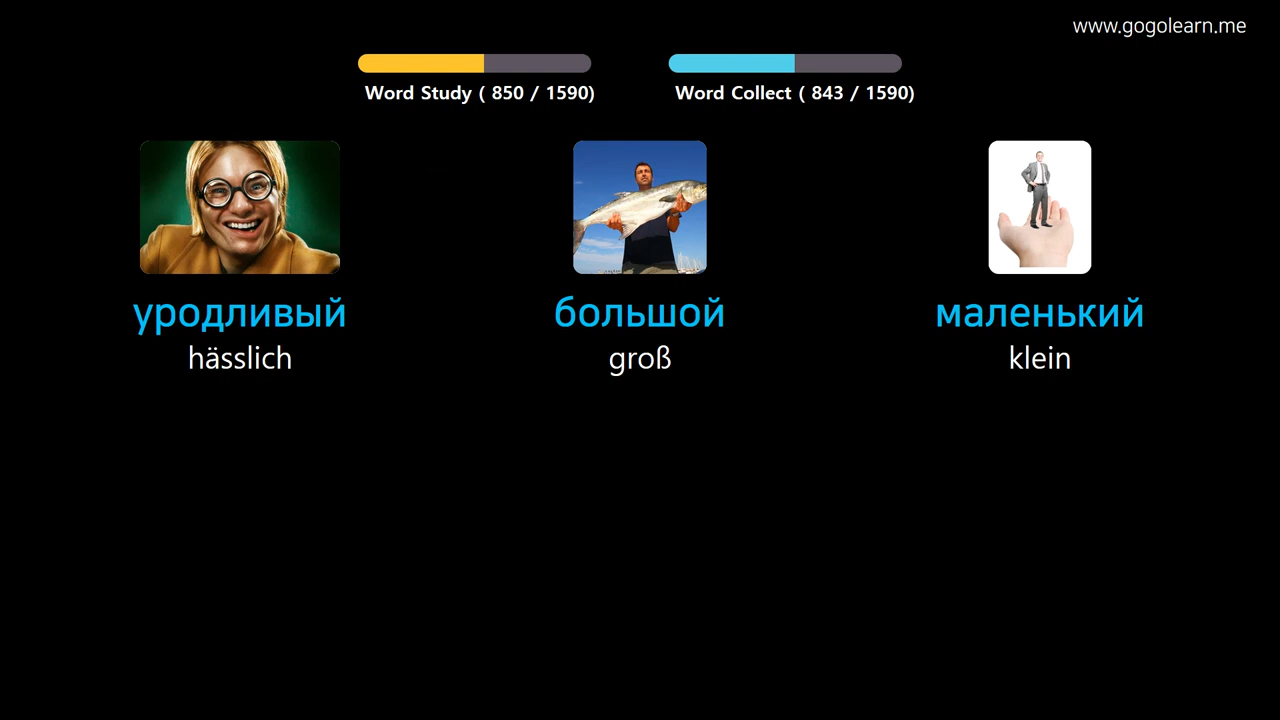 www.gogolearn.me
Word Study ( 850 / 1590)
Word Collect ( 843 / 1590)
уродливый
hässlich
большой
groß
маленький
klein